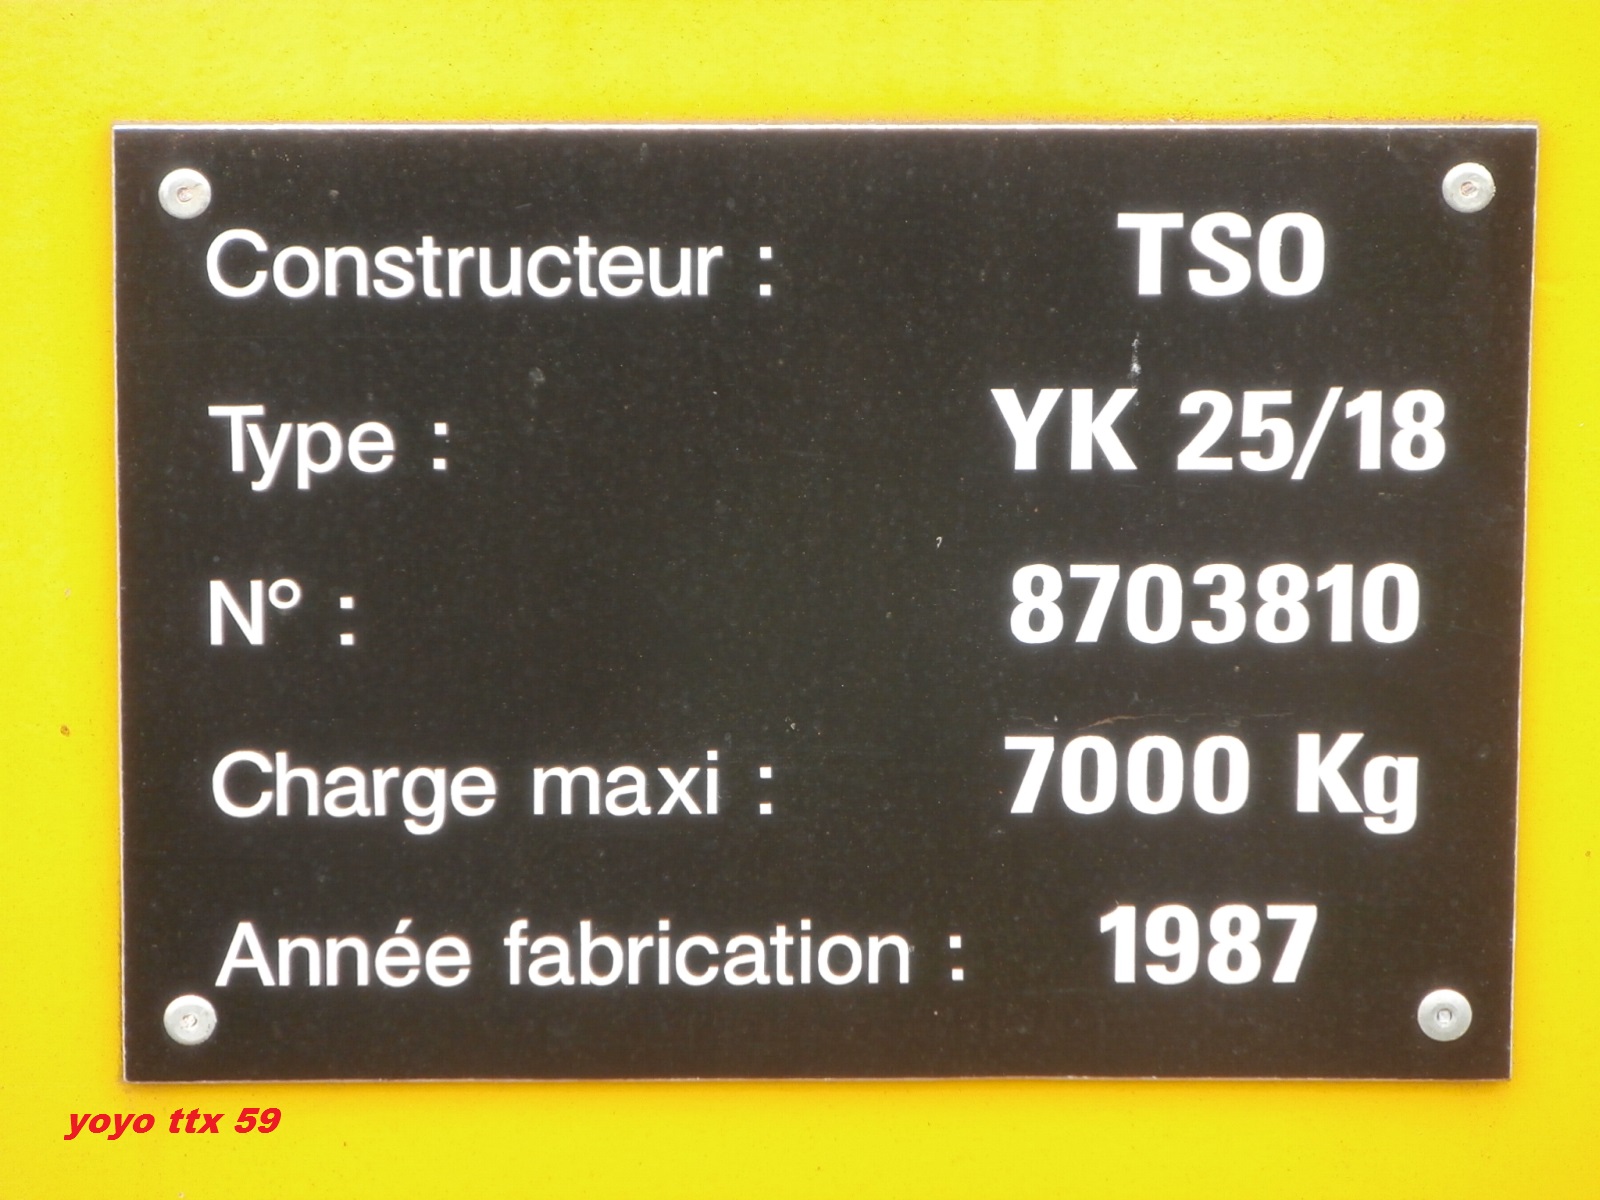 Constructeur : TSO
Type : YK 25/18
N° : 8703810
Charge maxi : 7000 Kg
Année fabrication : 1987
yoyo ttx 59